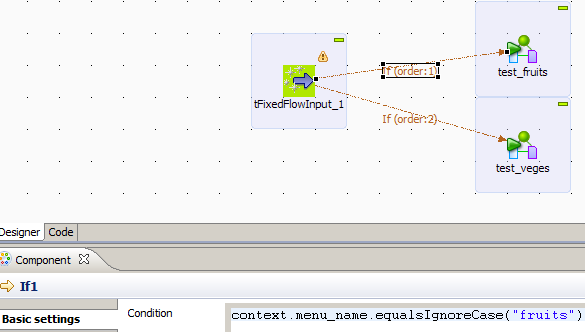 If (order:1)
test_fruits
tFixedFlowInput_1
If (order:2)
test_veges
Designer Code
Component
If1
Basic settings
Condition
context.menu_name.equalsIgnoreCase("fruits")